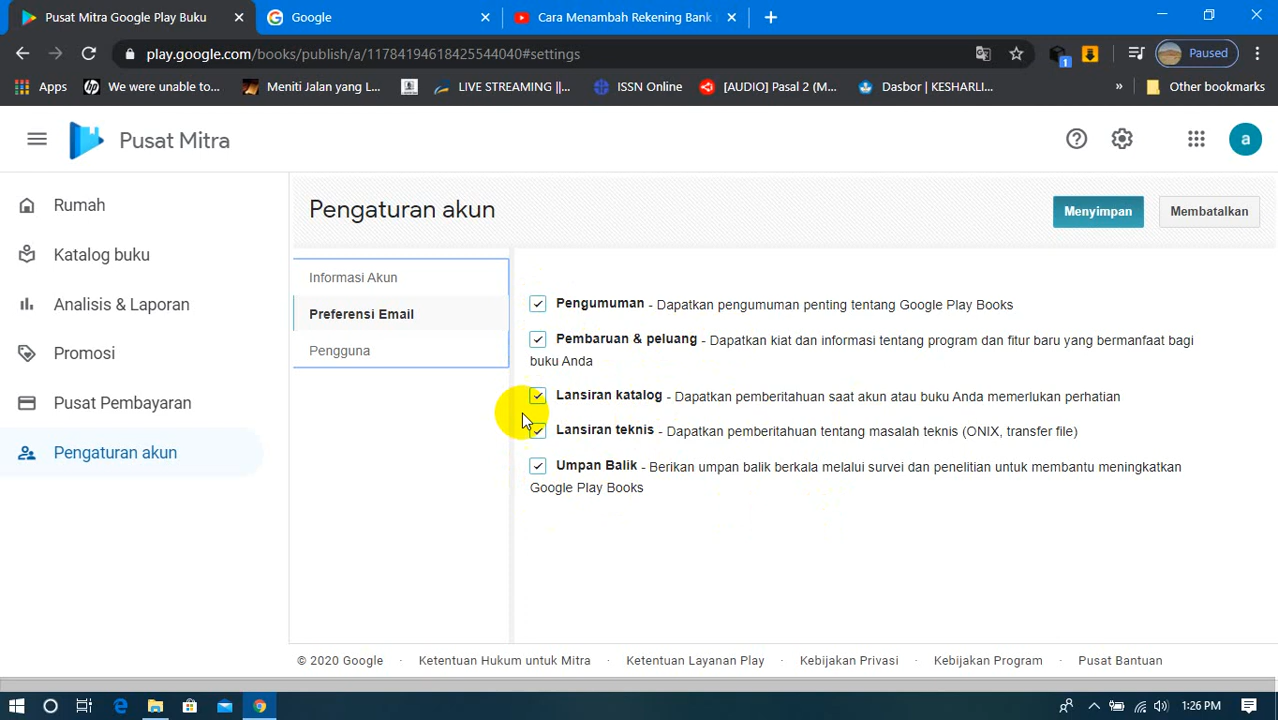 Pusat Mitra Google Play Buku
Google
Cara Menambah Rekening Bank
play.google.com/books/publish/a/11784194618425544040#settings
Paused
Apps
We were unable to...
Meniti Jalan yang L...
LIVE STREAMING ||...
ISSN Online
[AUDIO] Pasal 2 (M...
Dasbor | KESHARLI...
»
Other bookmarks
1
Pusat Mitra
a
Rumah
Katalog buku
Analisis & Laporan
Promosi
Pusat Pembayaran
Pengaturan akun
Pengaturan akun
Menyimpan
Membatalkan
Informasi Akun
Preferensi Email
Pengguna
Pengumuman - Dapatkan pengumuman penting tentang Google Play Books
Pembaruan & peluang - Dapatkan kiat dan informasi tentang program dan fitur baru yang bermanfaat bagi
buku Anda
Lansiran katalog - Dapatkan pemberitahuan saat akun atau buku Anda memerlukan perhatian
Lansiran teknis - Dapatkan pemberitahuan tentang masalah teknis (ONIX, transfer file)
Umpan Balik - Berikan umpan balik berkala melalui survei dan penelitian untuk membantu meningkatkan
Google Play Books
© 2020 Google · Ketentuan Hukum untuk Mitra · Ketentuan Layanan Play · Kebijakan Privasi · Kebijakan Program · Pusat Bantuan
1:26 PM